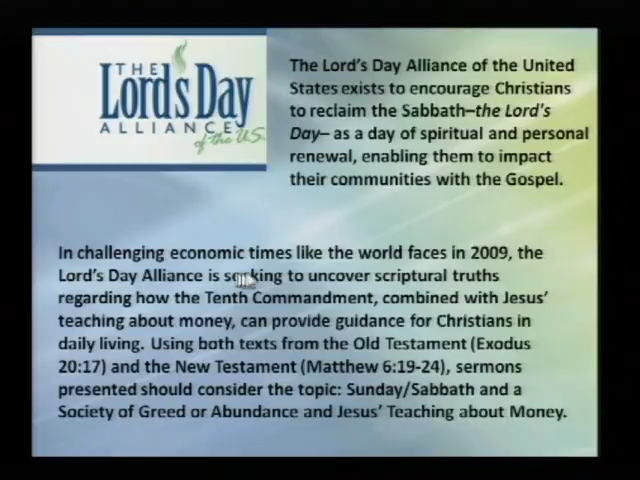 THE
Lord's Day
ALLIANCE
of the U.S.
The Lord's Day Alliance of the United
States exists to encourage Christians
to reclaim the Sabbath–the Lord's
Day– as a day of spiritual and personal
renewal, enabling them to impact
their communities with the Gospel.
In challenging economic times like the world faces in 2009, the
Lord's Day Alliance is seeking to uncover scriptural truths
regarding how the Tenth Commandment, combined with Jesus'
teaching about money, can provide guidance for Christians in
daily living. Using both texts from the Old Testament (Exodus
20:17) and the New Testament (Matthew 6:19-24), sermons
presented should consider the topic: Sunday/Sabbath and a
Society of Greed or Abundance and Jesus' Teaching about Money.